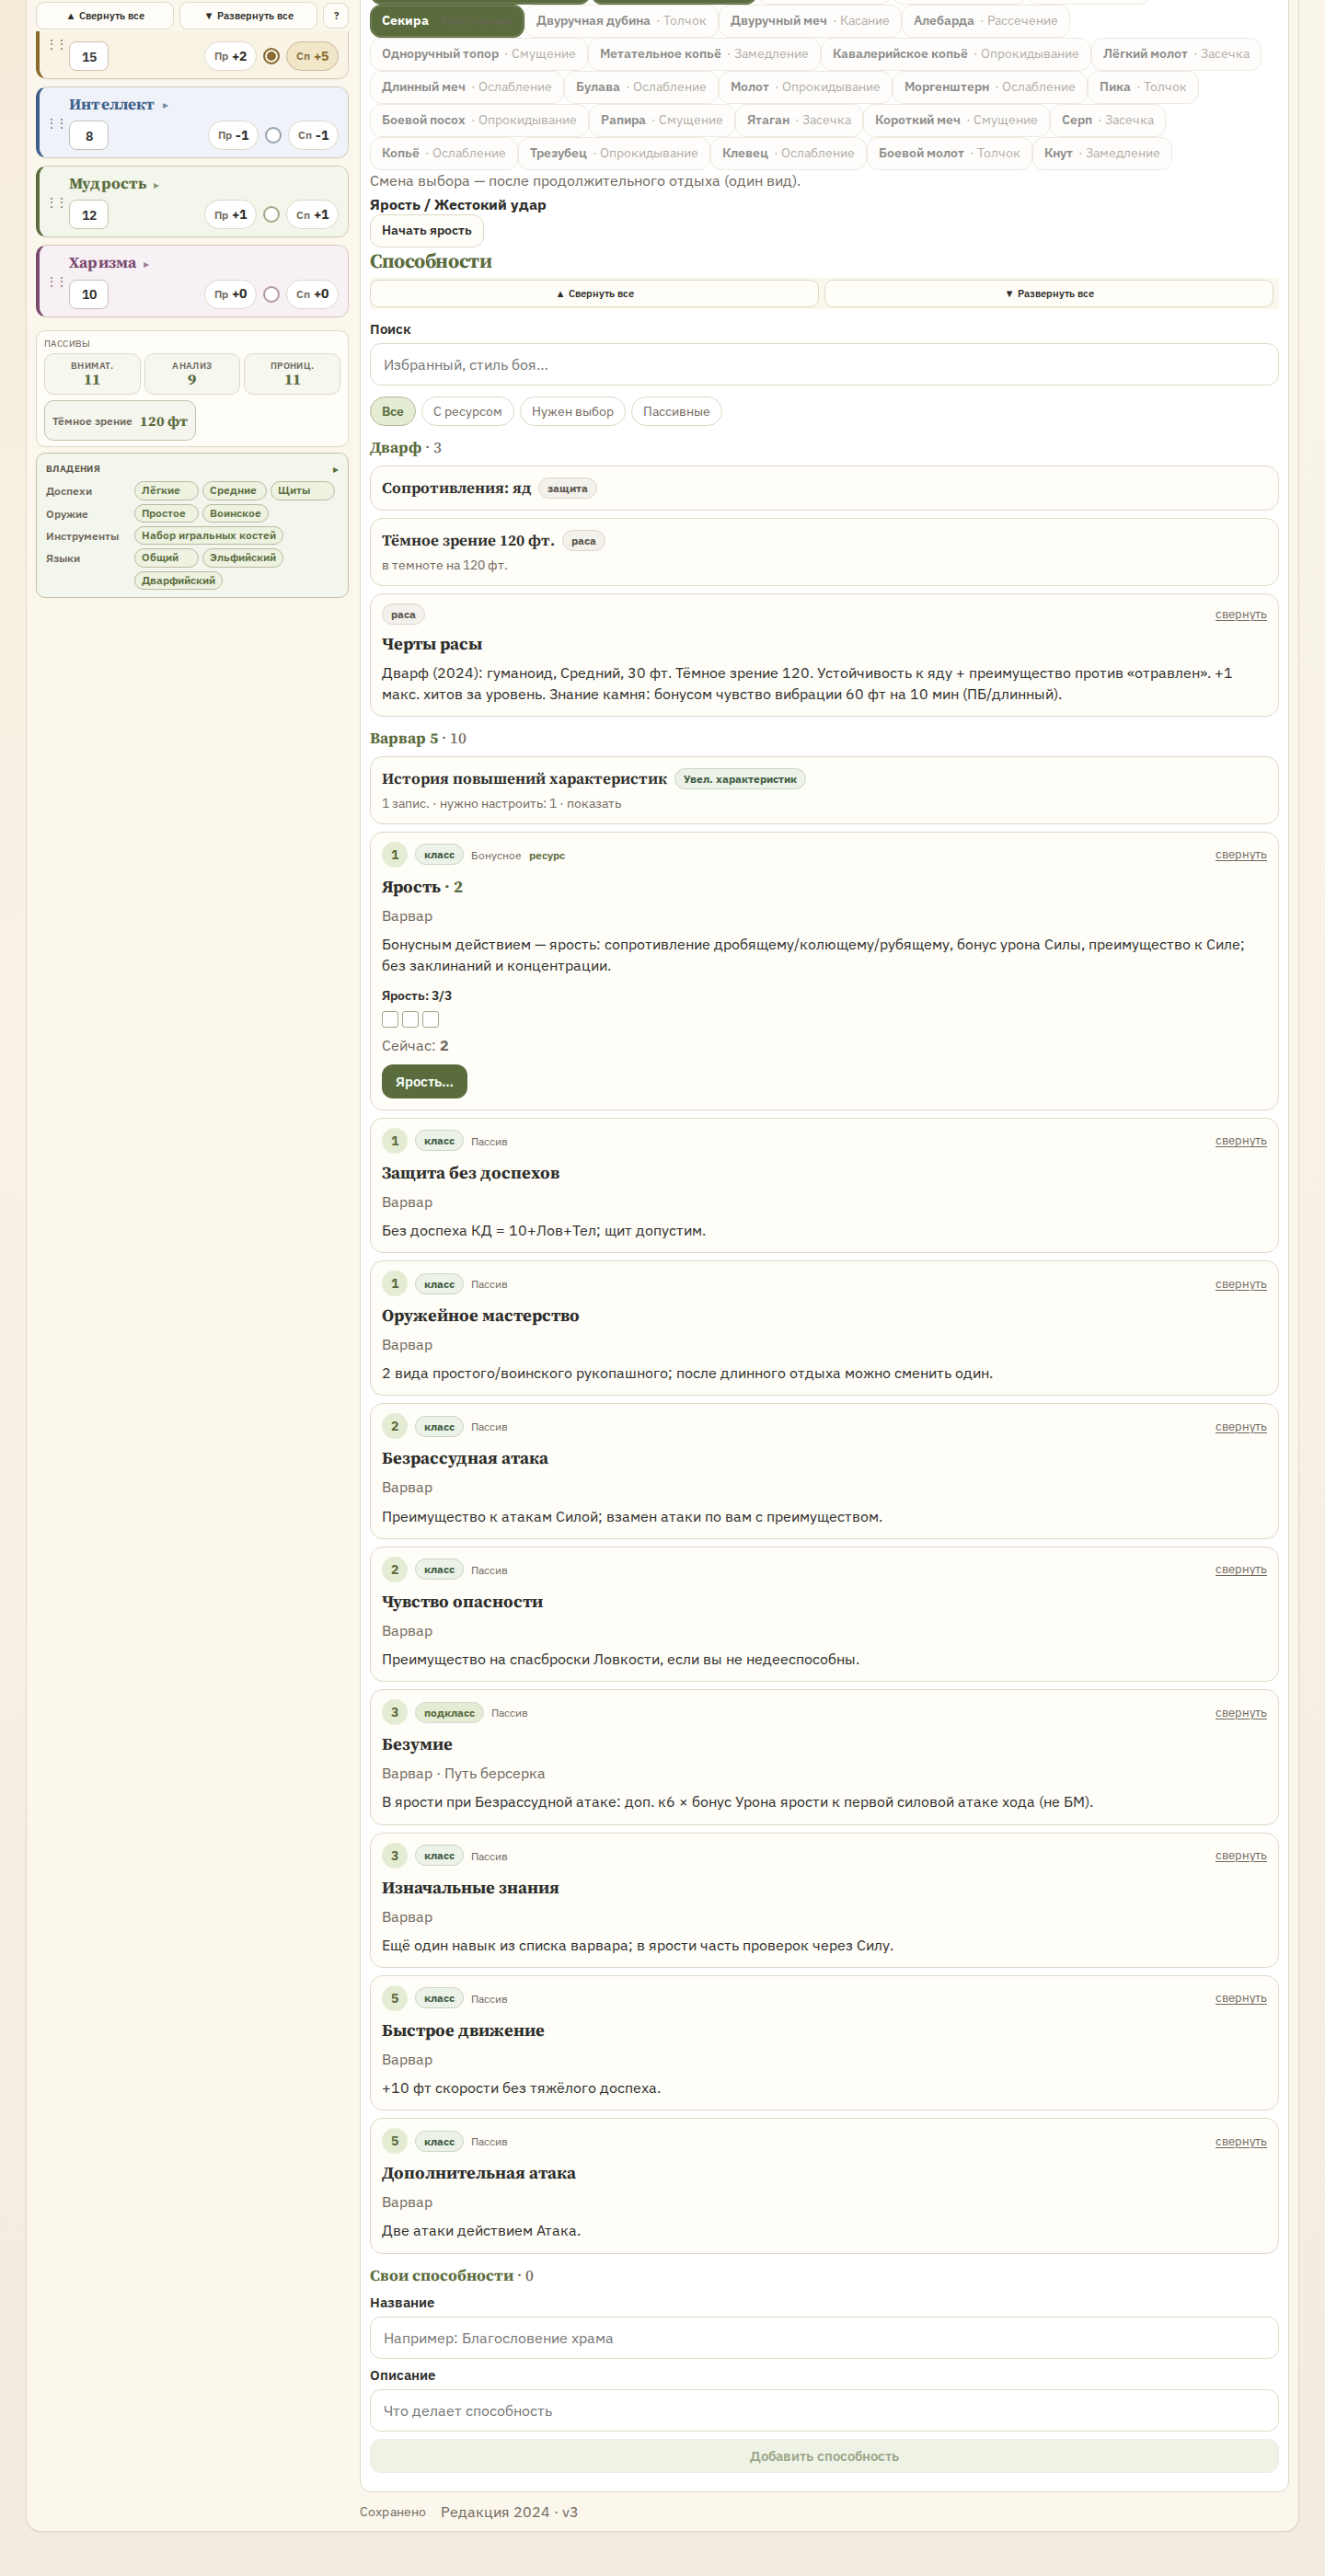 ▲ Свернуть все
▼ Развернуть все
?
15
Пр +2
Сп +5
Интеллект ▸
8
Пр -1
Сп -1
Мудрость ▸
12
Пр +1
Сп +1
Харизма ▸
10
Пр +0
Сп +0
ПАССИВЫ
ВНИМАТ.
11
АНАЛИЗ
9
ПРОНИЦ.
11
Тёмное зрение 120 фт
ВЛАДЕНИЯ ▸
Доспехи Лёгкие Средние Щиты
Оружие Простое Воинское
Инструменты Набор игральных костей
Языки Общий Эльфийский
Дварфийский
Секира Двуручная дубина · Толчок Двуручный меч · Касание Алебарда · Рассечение
Одноручный топор · Смущение Метательное копьё · Замедление Кавалерийское копьё · Опрокидывание Лёгкий молот · Засечка
Длинный меч · Ослабление Булава · Ослабление Молот · Опрокидывание Моргенштерн · Ослабление Пика · Толчок
Боевой посох · Опрокидывание Рапира · Смущение Ятаган · Засечка Короткий меч · Смущение Серп · Засечка
Копьё · Ослабление Трезубец · Опрокидывание Клевец · Ослабление Боевой молот · Толчок Кнут · Замедление
Смена выбора — после продолжительного отдыха (один вид).
Ярость / Жестокий удар
Начать ярость
Способности
▲ Свернуть все
▼ Развернуть все
Поиск
Избранный, стиль боя...
Все С ресурсом Нужен выбор Пассивные
Дварф · 3
Сопротивления: яд защита
Тёмное зрение 120 фт. раса
в темноте на 120 фт.
раса свернуть
Черты расы
Дварф (2024): гуманоид, Средний, 30 фт. Тёмное зрение 120. Устойчивость к яду + преимущество против «отравлен». +1
макс. хитов за уровень. Знание камня: бонусом чувство вибрации 60 фт на 10 мин (ПБ/длинный).
Варвар 5 · 10
История повышений характеристик Увел. характеристик
1 запис. · нужно настроить: 1 · показать
1 класс Бонусное ресурс свернуть
Ярость · 2
Варвар
Бонусным действием — ярость: сопротивление дробящему/колющему/рубящему, бонус урона Силы, преимущество к Силе;
без заклинаний и концентрации.
Ярость: 3/3
Сейчас: 2
Ярость...
1 класс Пассив свернуть
Защита без доспехов
Варвар
Без доспеха КД = 10+Лов+Тел; щит допустим.
1 класс Пассив свернуть
Оружейное мастерство
Варвар
2 вида простого/воинского рукопашного; после длинного отдыха можно сменить один.
2 класс Пассив свернуть
Безрассудная атака
Варвар
Преимущество к атакам Силой; взамен атаки по вам с преимуществом.
2 класс Пассив свернуть
Чувство опасности
Варвар
Преимущество на спасброски Ловкости, если вы не недееспособны.
3 подкласс Пассив свернуть
Безумие
Варвар · Путь берсерка
В ярости при Безрассудной атаке: доп. к6 × бонус Урона ярости к первой силовой атаке хода (не БМ).
3 класс Пассив свернуть
Изначальные знания
Варвар
Ещё один навык из списка варвара; в ярости часть проверок через Силу.
5 класс Пассив свернуть
Быстрое движение
Варвар
+10 фт скорости без тяжёлого доспеха.
5 класс Пассив свернуть
Дополнительная атака
Варвар
Две атаки действием Атака.
Свои способности · 0
Название
Например: Благословение храма
Описание
Что делает способность
Добавить способность
Сохранено Редакция 2024 · v3